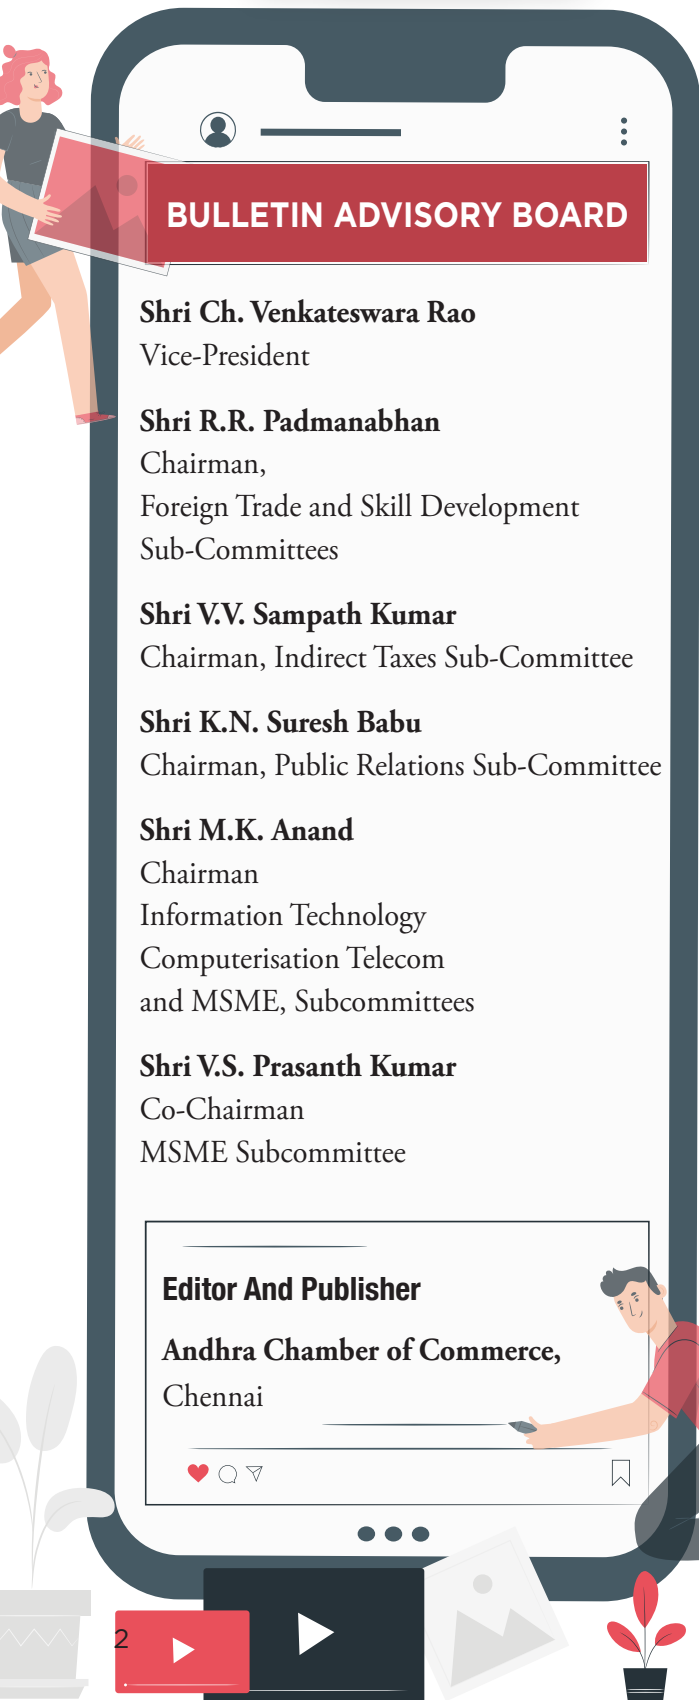 BULLETIN ADVISORY BOARD
Shri Ch. Venkateswara Rao
Vice-President
Shri R.R. Padmanabhan
Chairman,
Foreign Trade and Skill Development
Sub-Committees
Shri V.V. Sampath Kumar
Chairman, Indirect Taxes Sub-Committee
Shri K.N. Suresh Babu
Chairman, Public Relations Sub-Committee
Shri M.K. Anand
Chairman
Information Technology
Computerisation Telecom
and MSME, Subcommittees
Shri V.S. Prasanth Kumar
Co-Chairman
MSME Subcommittee
Editor And Publisher
Andhra Chamber of Commerce,
Chennai
2